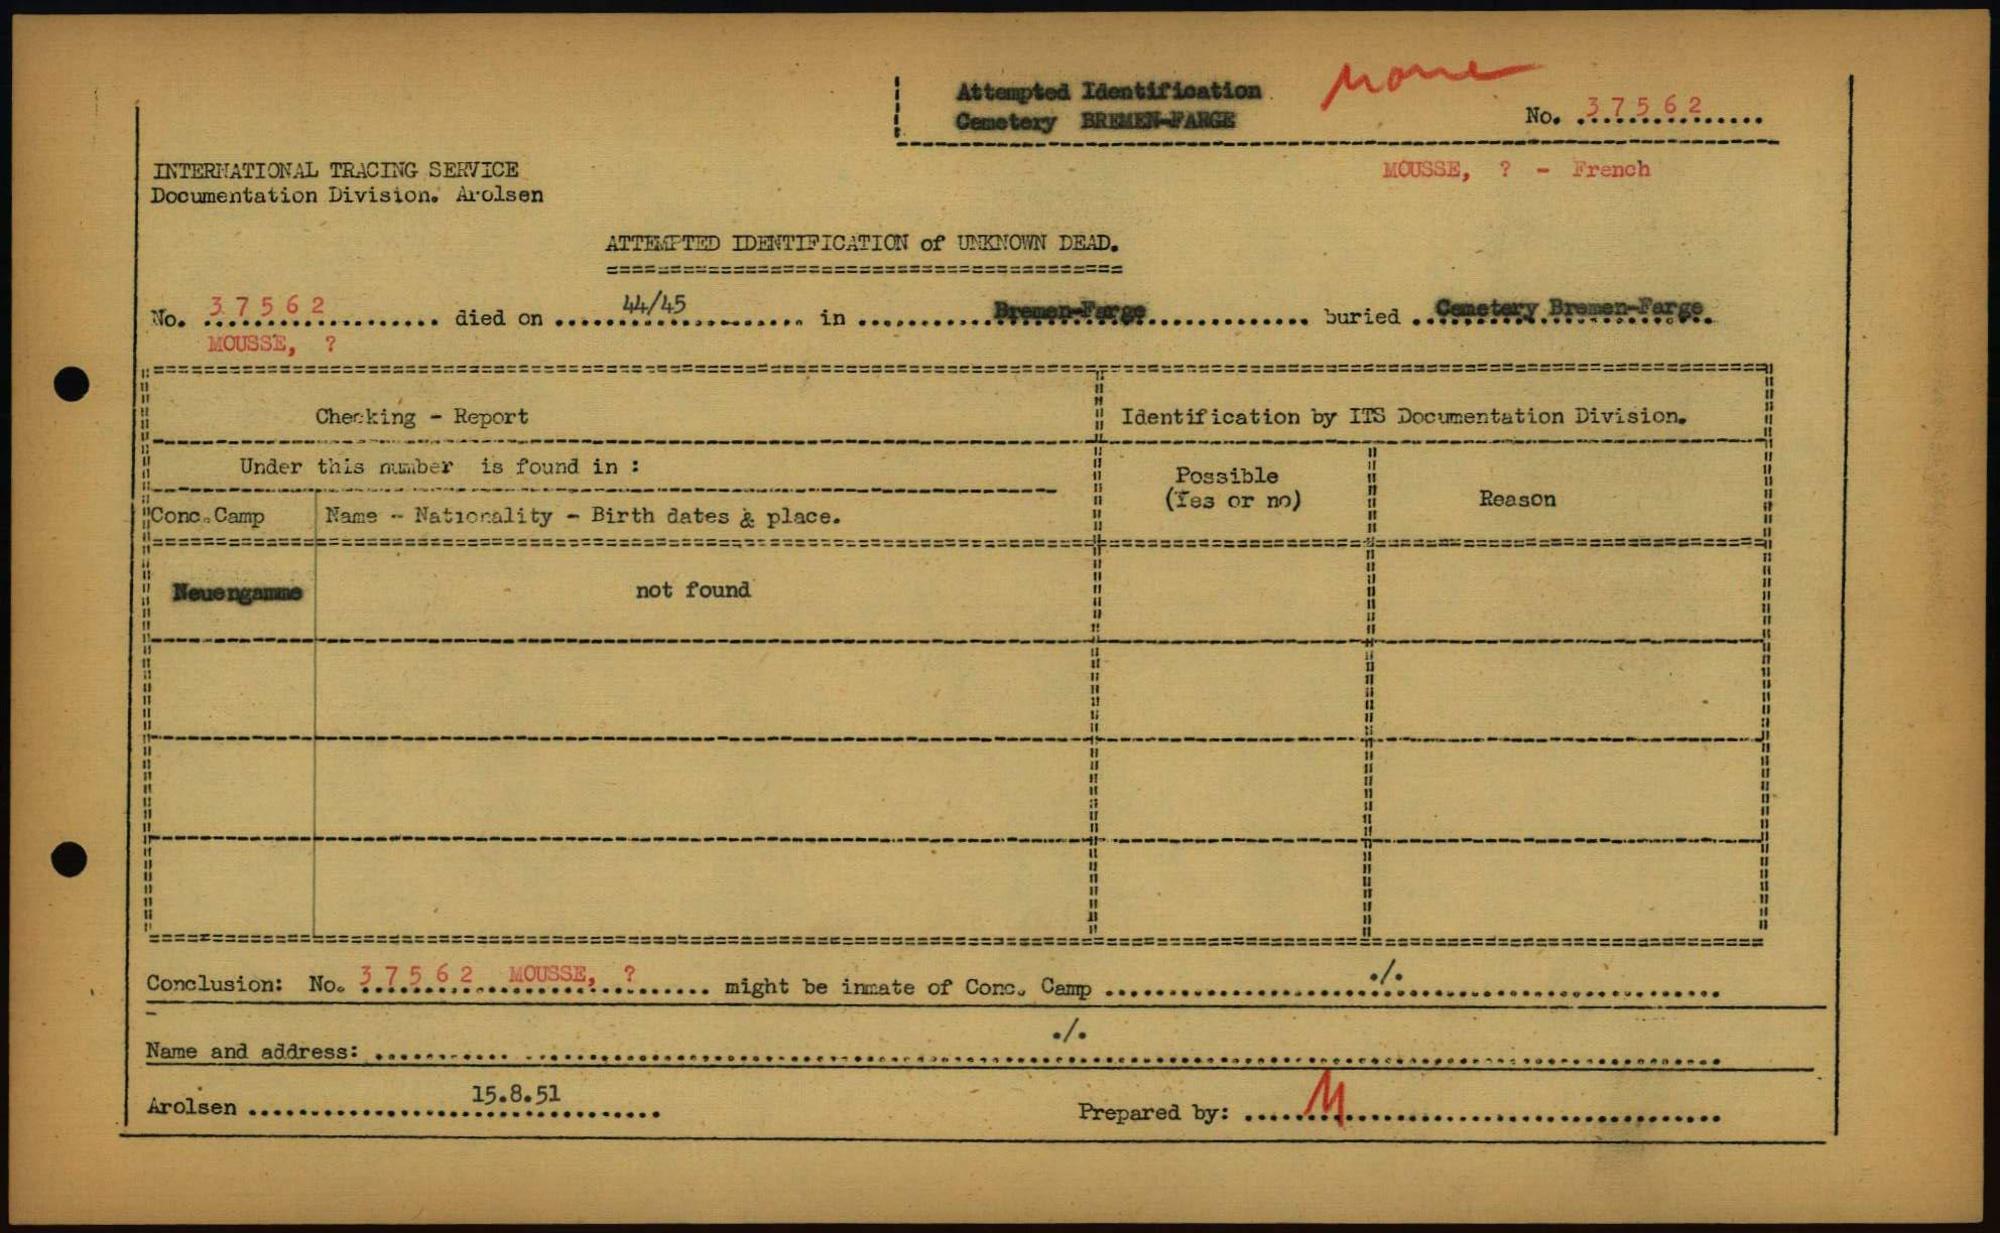 Attempted Identification
Cemetery BREMEN-FARGE
None
No. 37562
MOUSSE, ? - French
INTERNATIONAL TRACING SERVICE
Documentation Division. Arolsen
ATTEMPTED IDENTIFICATION of UNKNOWN DEAD.
No. 37562 died on 44/45 in Bremen-Farge buried Cemetery Bremen-Farge
MOUSSE, ?
Checking - Report
Identification by ITS Documentation Division.
Under this number is found in :
Possible
(Yes or no)
Reason
Conc.Camp
Name - Nationality - Birth dates & place.
Neuengamme
not found
Conclusion: No. 37562 MOUSSE, ? might be inmate of Conc. Camp ./.
Name and address: ./.
Arolsen 15.8.51
Prepared by: M